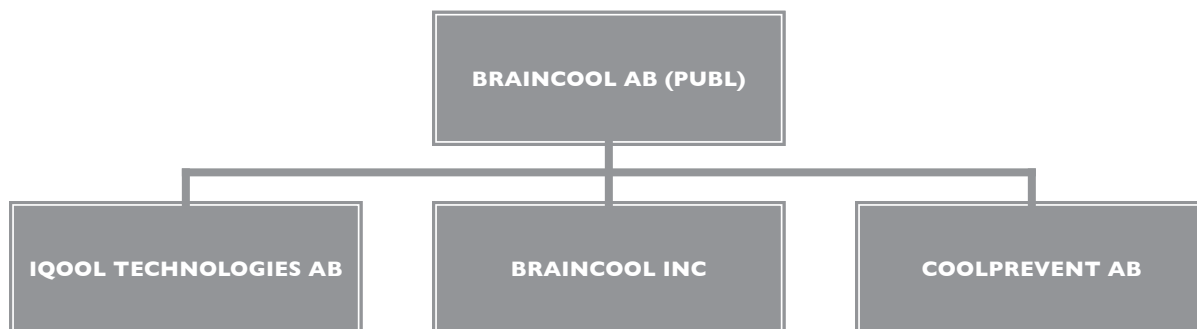 BRAINCOOL AB (PUBL)
IQOOL TECHNOLOGIES AB
BRAINCOOL INC
COOLPREVENT AB